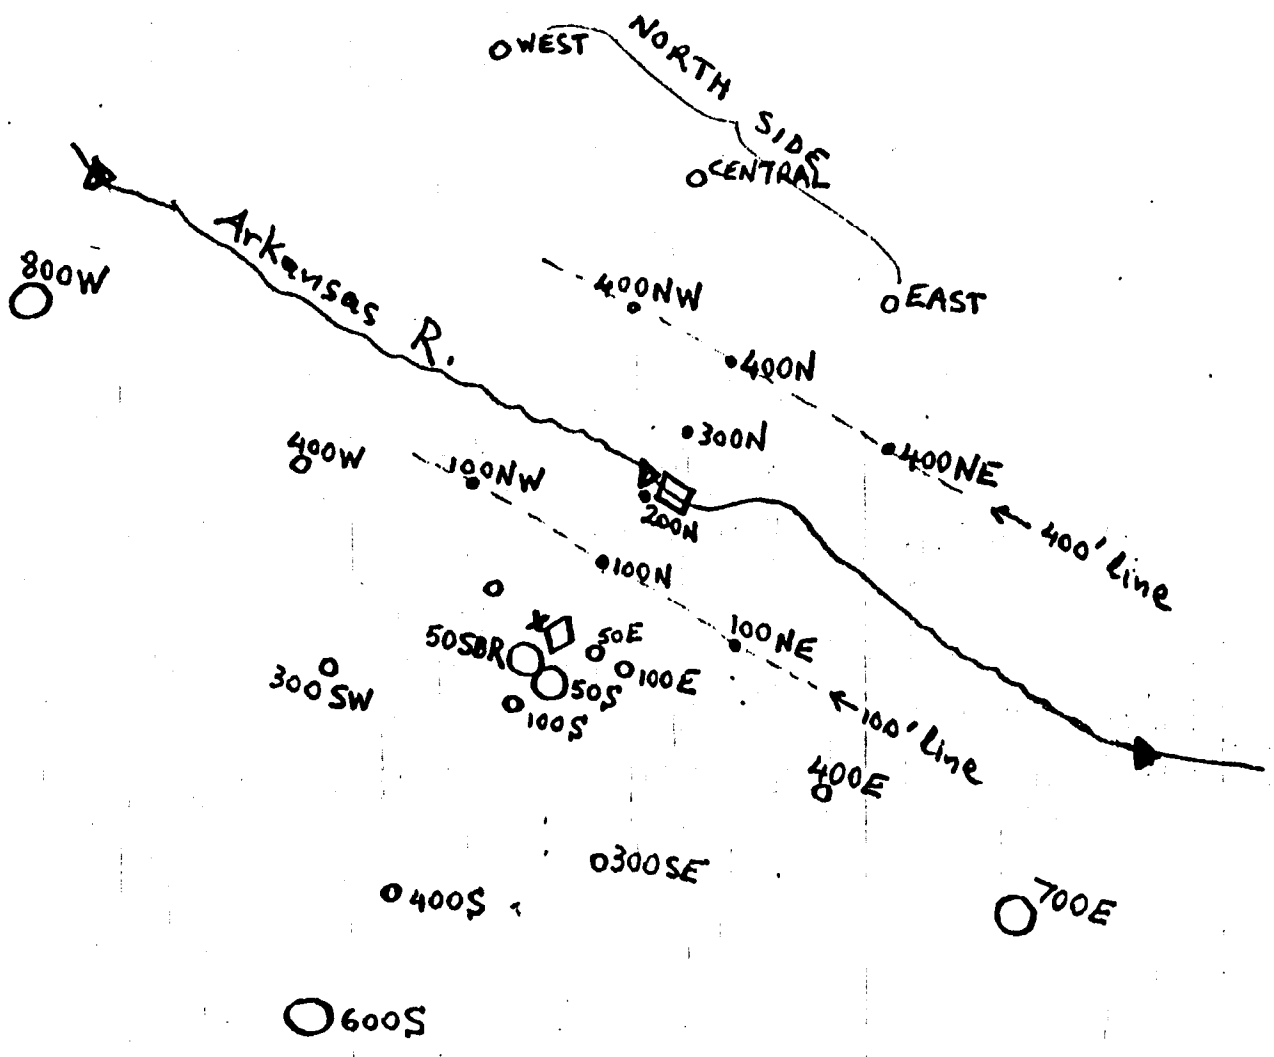 WEST
NORTH SIDE
CENTRAL
EAST
Arkansas R.
800W
400NW
400N
300N
400NE
400W
100NW
200N
400' line
100N
100NE
50SBR
50E
100E
300SW
50S
100S
100' line
400E
300SE
400S
700E
600S